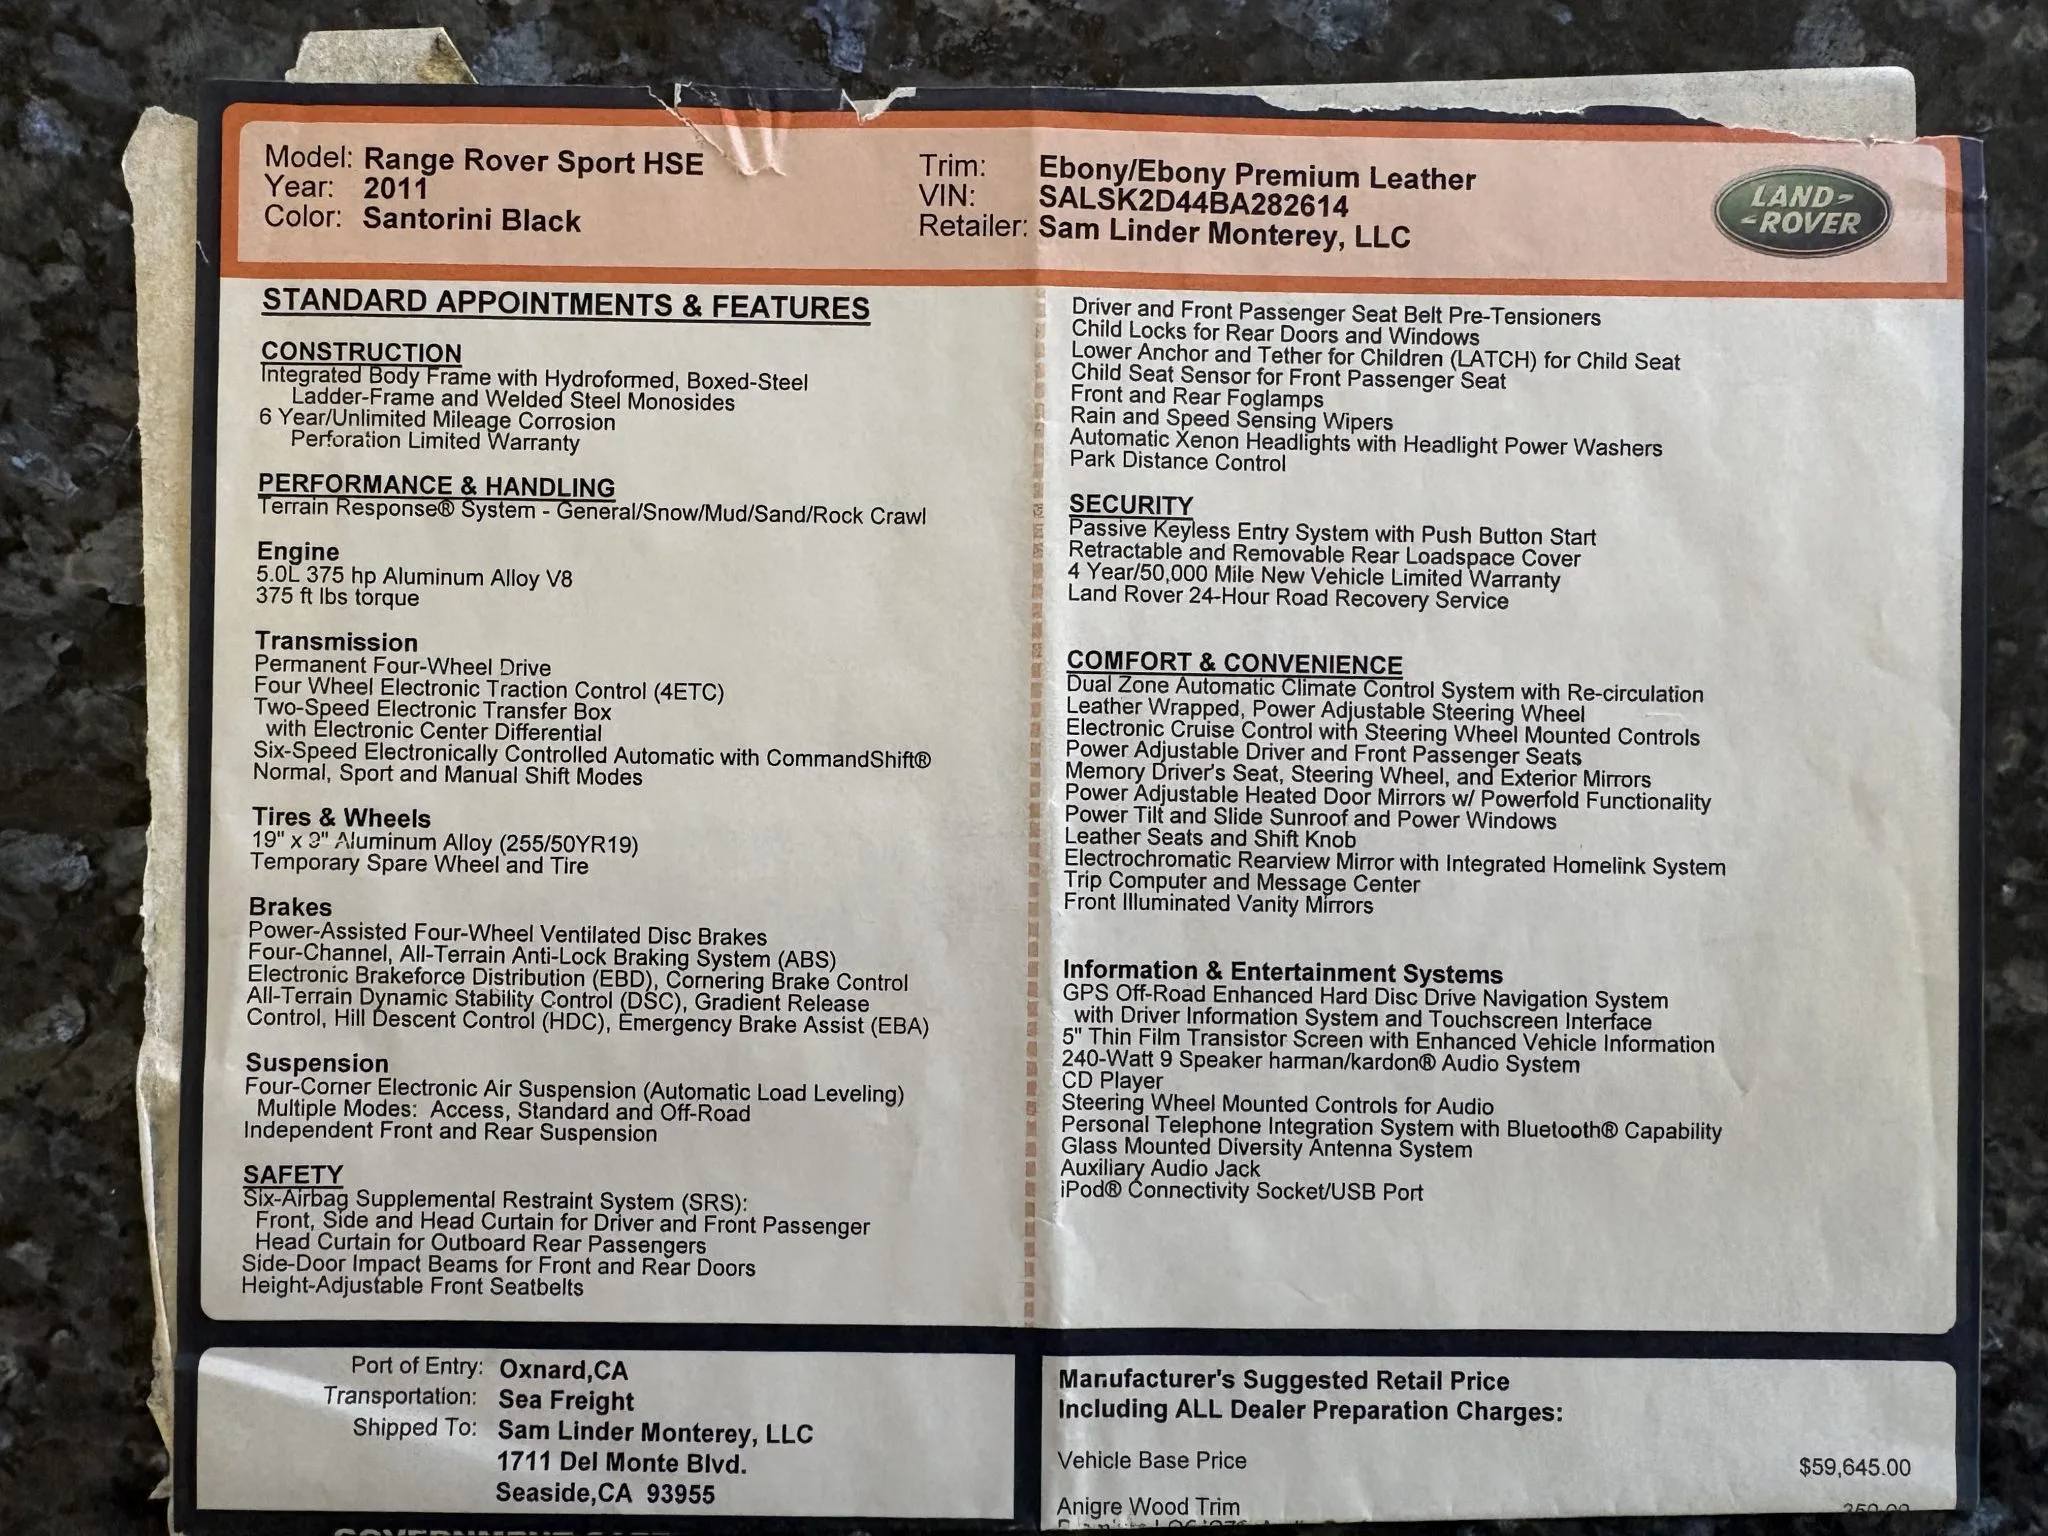 Model: Range Rover Sport HSE
Year: 2011
Color: Santorini Black
Trim: Ebony/Ebony Premium Leather
VIN: SALSK2D44BA282614
Retailer: Sam Linder Monterey, LLC
LAND-
-ROVER
STANDARD APPOINTMENTS & FEATURES
CONSTRUCTION
Integrated Body Frame with Hydroformed, Boxed-Steel
Ladder-Frame and Welded Steel Monosides
6 Year/Unlimited Mileage Corrosion
Perforation Limited Warranty
PERFORMANCE & HANDLING
Terrain Response® System - General/Snow/Mud/Sand/Rock Crawl
Engine
5.0L 375 hp Aluminum Alloy V8
375 ft lbs torque
Transmission
Permanent Four-Wheel Drive
Four Wheel Electronic Traction Control (4ETC)
Two-Speed Electronic Transfer Box
with Electronic Center Differential
Six-Speed Electronically Controlled Automatic with CommandShift®
Normal, Sport and Manual Shift Modes
Tires & Wheels
19" x 9" Aluminum Alloy (255/50YR19)
Temporary Spare Wheel and Tire
Brakes
Power-Assisted Four-Wheel Ventilated Disc Brakes
Four-Channel, All-Terrain Anti-Lock Braking System (ABS)
Electronic Brakeforce Distribution (EBD), Cornering Brake Control
All-Terrain Dynamic Stability Control (DSC), Gradient Release
Control, Hill Descent Control (HDC), Emergency Brake Assist (EBA)
Suspension
Four-Corner Electronic Air Suspension (Automatic Load Leveling)
Multiple Modes: Access, Standard and Off-Road
Independent Front and Rear Suspension
SAFETY
Six-Airbag Supplemental Restraint System (SRS):
Front, Side and Head Curtain for Driver and Front Passenger
Head Curtain for Outboard Rear Passengers
Side-Door Impact Beams for Front and Rear Doors
Height-Adjustable Front Seatbelts
Driver and Front Passenger Seat Belt Pre-Tensioners
Child Locks for Rear Doors and Windows
Lower Anchor and Tether for Children (LATCH) for Child Seat
Child Seat Sensor for Front Passenger Seat
Front and Rear Foglamps
Rain and Speed Sensing Wipers
Automatic Xenon Headlights with Headlight Power Washers
Park Distance Control
SECURITY
Passive Keyless Entry System with Push Button Start
Retractable and Removable Rear Loadspace Cover
4 Year/50,000 Mile New Vehicle Limited Warranty
Land Rover 24-Hour Road Recovery Service
COMFORT & CONVENIENCE
Dual Zone Automatic Climate Control System with Re-circulation
Leather Wrapped, Power Adjustable Steering Wheel
Electronic Cruise Control with Steering Wheel Mounted Controls
Power Adjustable Driver and Front Passenger Seats
Memory Driver's Seat, Steering Wheel, and Exterior Mirrors
Power Adjustable Heated Door Mirrors w/ Powerfold Functionality
Power Tilt and Slide Sunroof and Power Windows
Leather Seats and Shift Knob
Electrochromatic Rearview Mirror with Integrated Homelink System
Trip Computer and Message Center
Front Illuminated Vanity Mirrors
Information & Entertainment Systems
GPS Off-Road Enhanced Hard Disc Drive Navigation System
with Driver Information System and Touchscreen Interface
5" Thin Film Transistor Screen with Enhanced Vehicle Information
240-Watt 9 Speaker harman/kardon® Audio System
CD Player
Steering Wheel Mounted Controls for Audio
Personal Telephone Integration System with Bluetooth® Capability
Glass Mounted Diversity Antenna System
Auxiliary Audio Jack
iPod® Connectivity Socket/USB Port
Port of Entry: Oxnard,CA
Transportation: Sea Freight
Shipped To: Sam Linder Monterey, LLC
1711 Del Monte Blvd.
Seaside,CA 93955
Manufacturer's Suggested Retail Price
Including ALL Dealer Preparation Charges:
Vehicle Base Price $59,645.00
Anigre Wood Trim